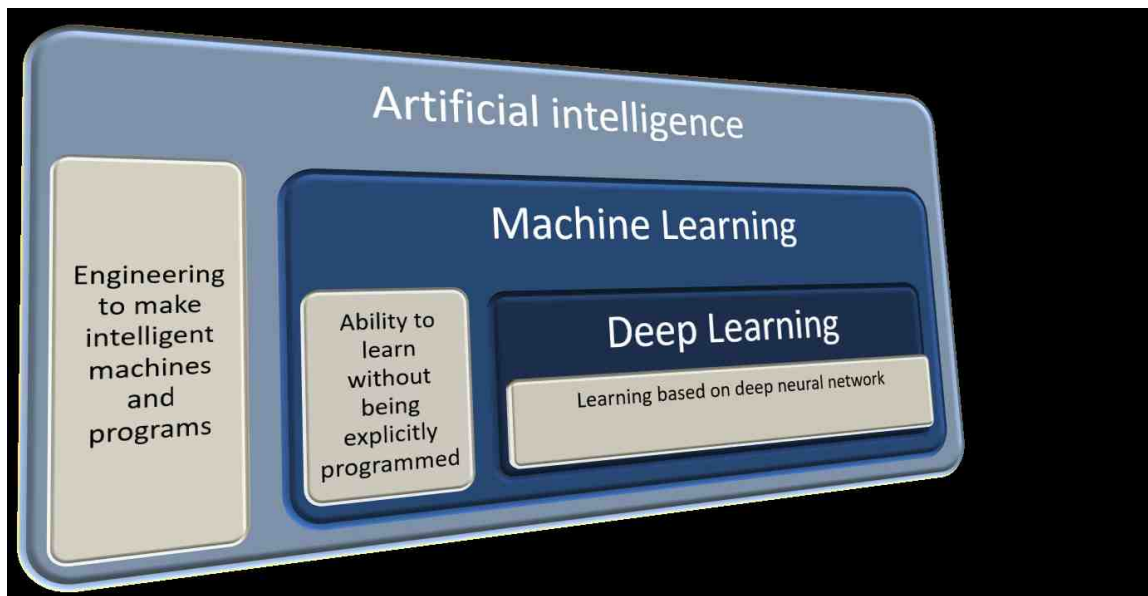 Artificial intelligence
Engineering
to make
intelligent
machines
and
programs
Machine Learning
Ability to
learn
without
being
explicitly
programmed
Deep Learning
Learning based on deep neural network